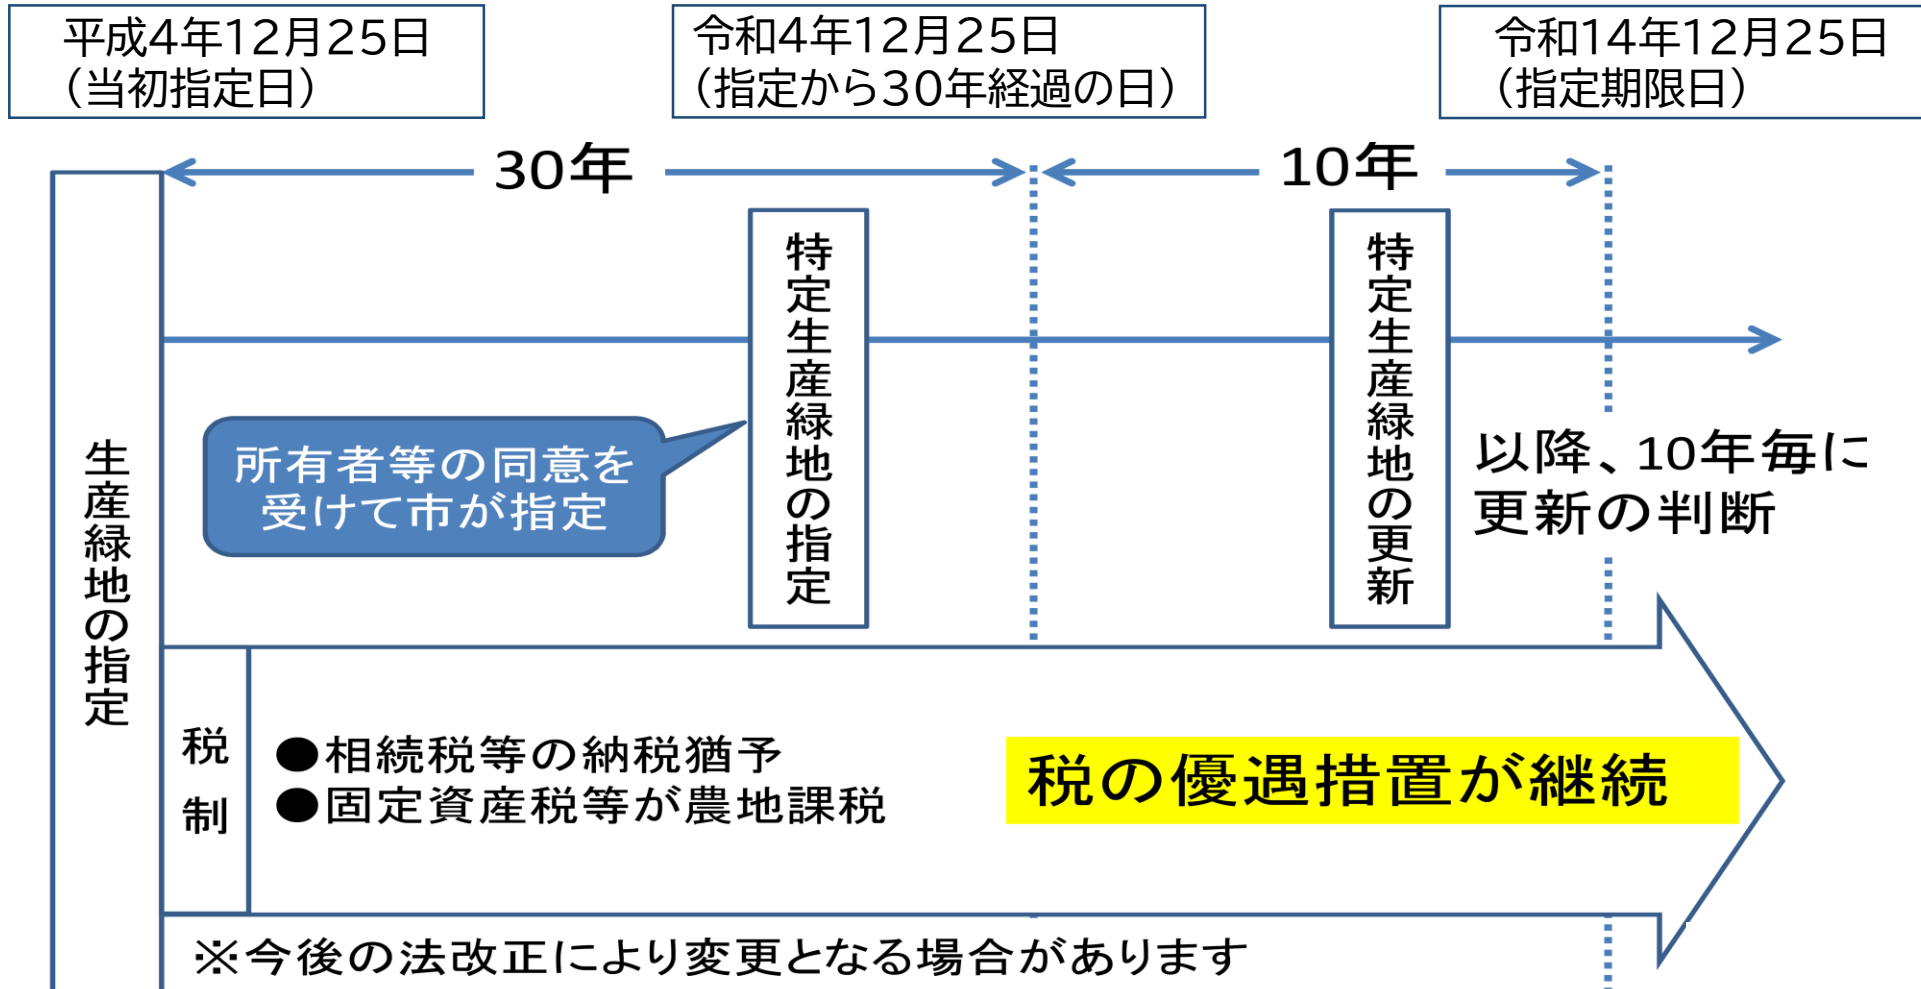 平成4年12月25日
（当初指定日）
令和4年12月25日
（指定から30年経過の日）
令和14年12月25日
（指定期限日）
30年
10年
生産緑地の指定
特定生産緑地の指定
特定生産緑地の更新
所有者等の同意を
受けて市が指定
以降、10年毎に
更新の判断
税制
●相続税等の納税猶予
●固定資産税等が農地課税
税の優遇措置が継続
※今後の法改正により変更となる場合があります